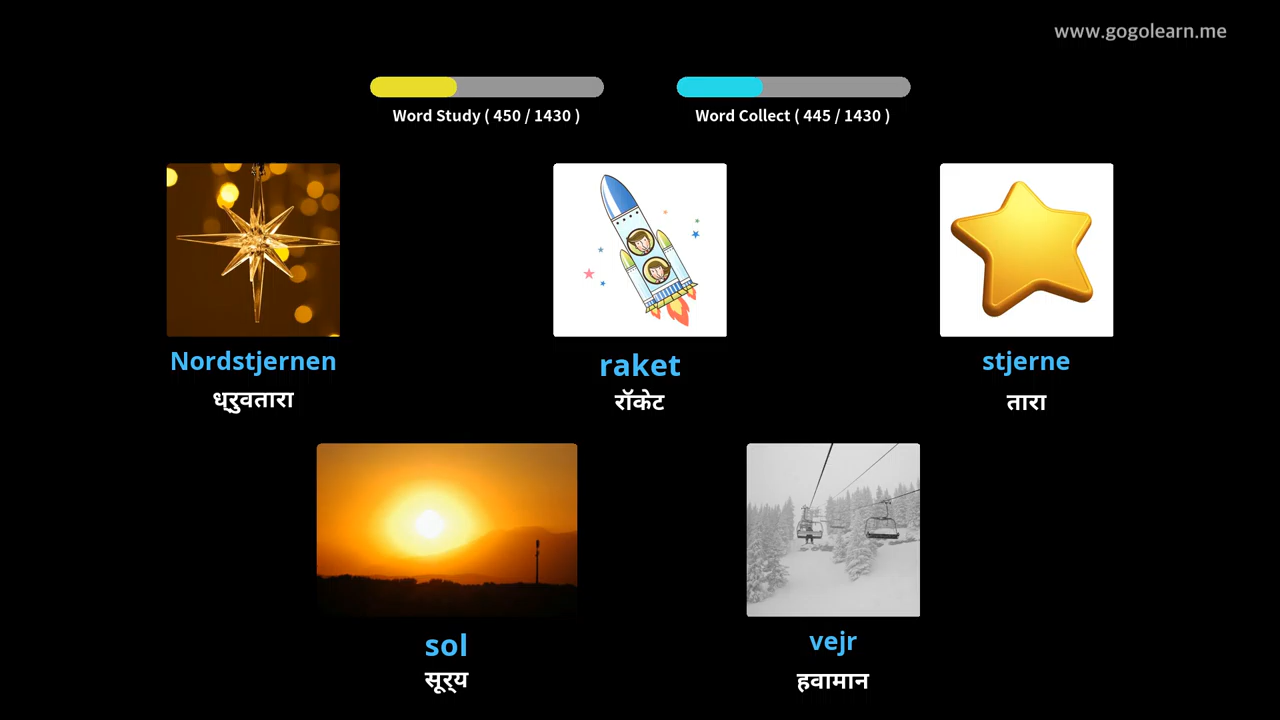 www.gogolearn.me
Word Study ( 450 / 1430 )
Word Collect ( 445 / 1430 )
Nordstjernen
ध्रुवतारा
raket
रॉकेट
stjerne
तारा
sol
सूर्य
vejr
हवामान